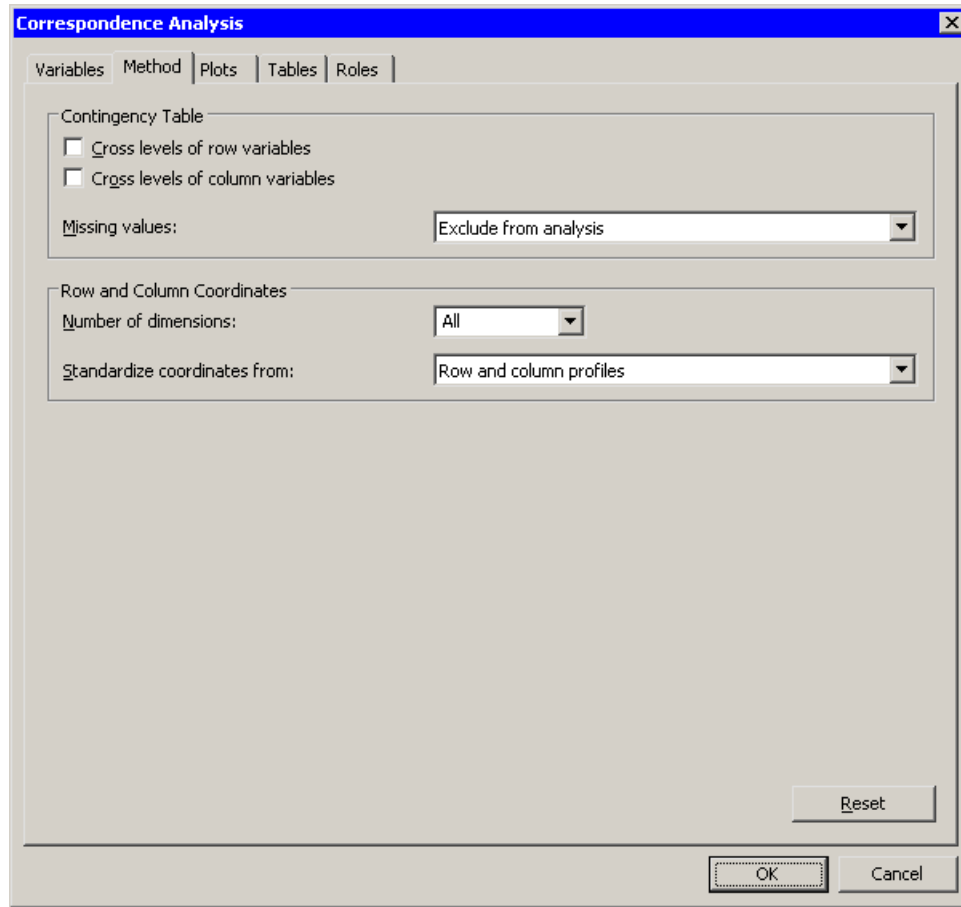 Correspondence Analysis
Variables Method Plots Tables Roles
Contingency Table
Cross levels of row variables
Cross levels of column variables
Missing values: Exclude from analysis
Row and Column Coordinates
Number of dimensions: All
Standardize coordinates from: Row and column profiles
Reset
OK Cancel